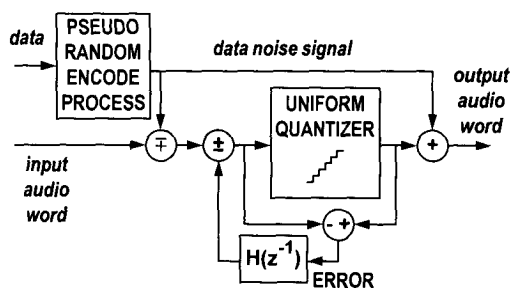 data
PSEUDO
RANDOM
ENCODE
PROCESS
data noise signal
output
audio
word
UNIFORM
QUANTIZER
∓
±
+
input
audio
word
- +
H(z⁻¹)
ERROR